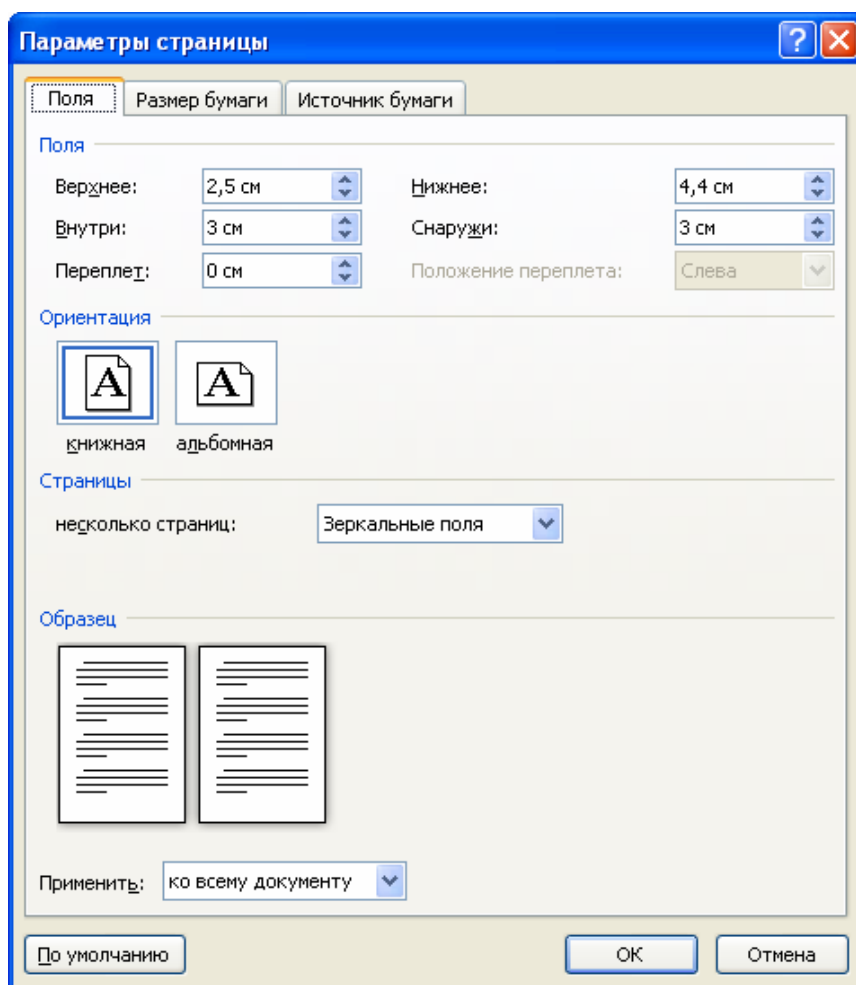 Параметры страницы
Поля Размер бумаги Источник бумаги
Поля
Верхнее: 2,5 см Нижнее: 4,4 см
Внутри: 3 см Снаружи: 3 см
Переплет: 0 см Положение переплета: Слева
Ориентация
A A
книжная альбомная
Страницы
несколько страниц: Зеркальные поля
Образец
Применить: ко всему документу
По умолчанию ОК Отмена